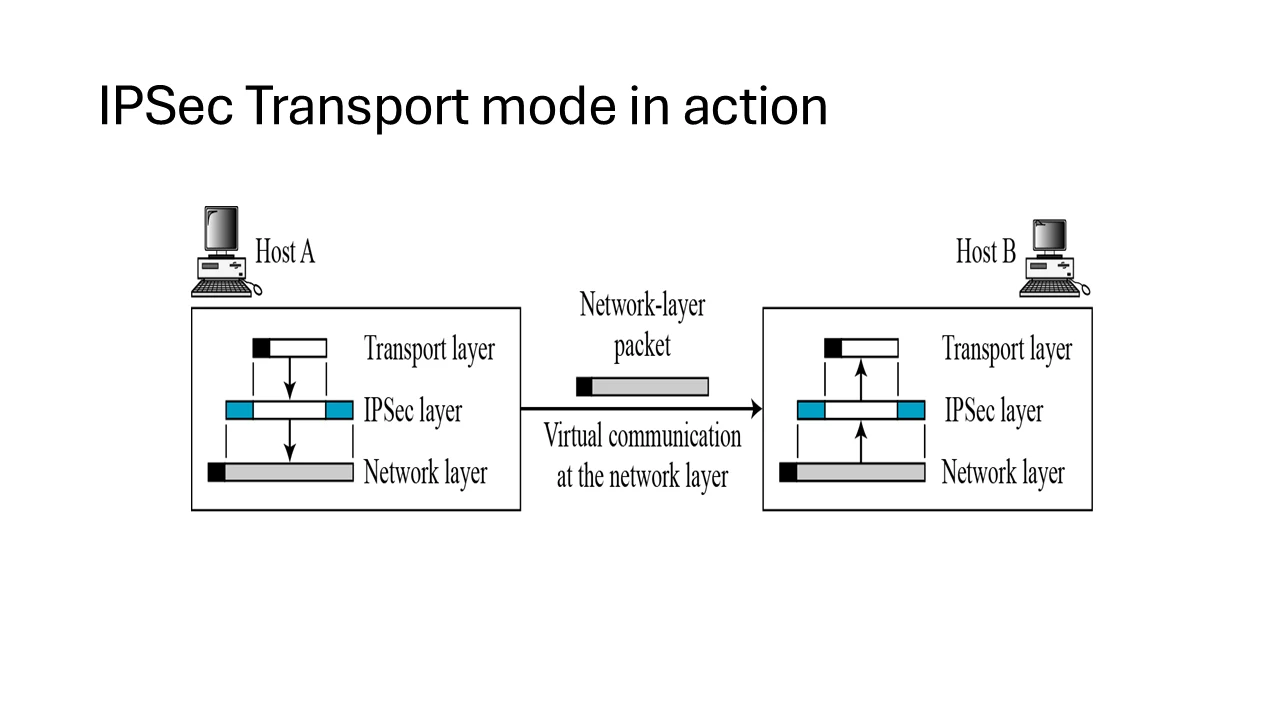 IPSec Transport mode in action
Host A
Host B
Transport layer
IPSec layer
Network layer
Network-layer
packet
Virtual communication
at the network layer
Transport layer
IPSec layer
Network layer